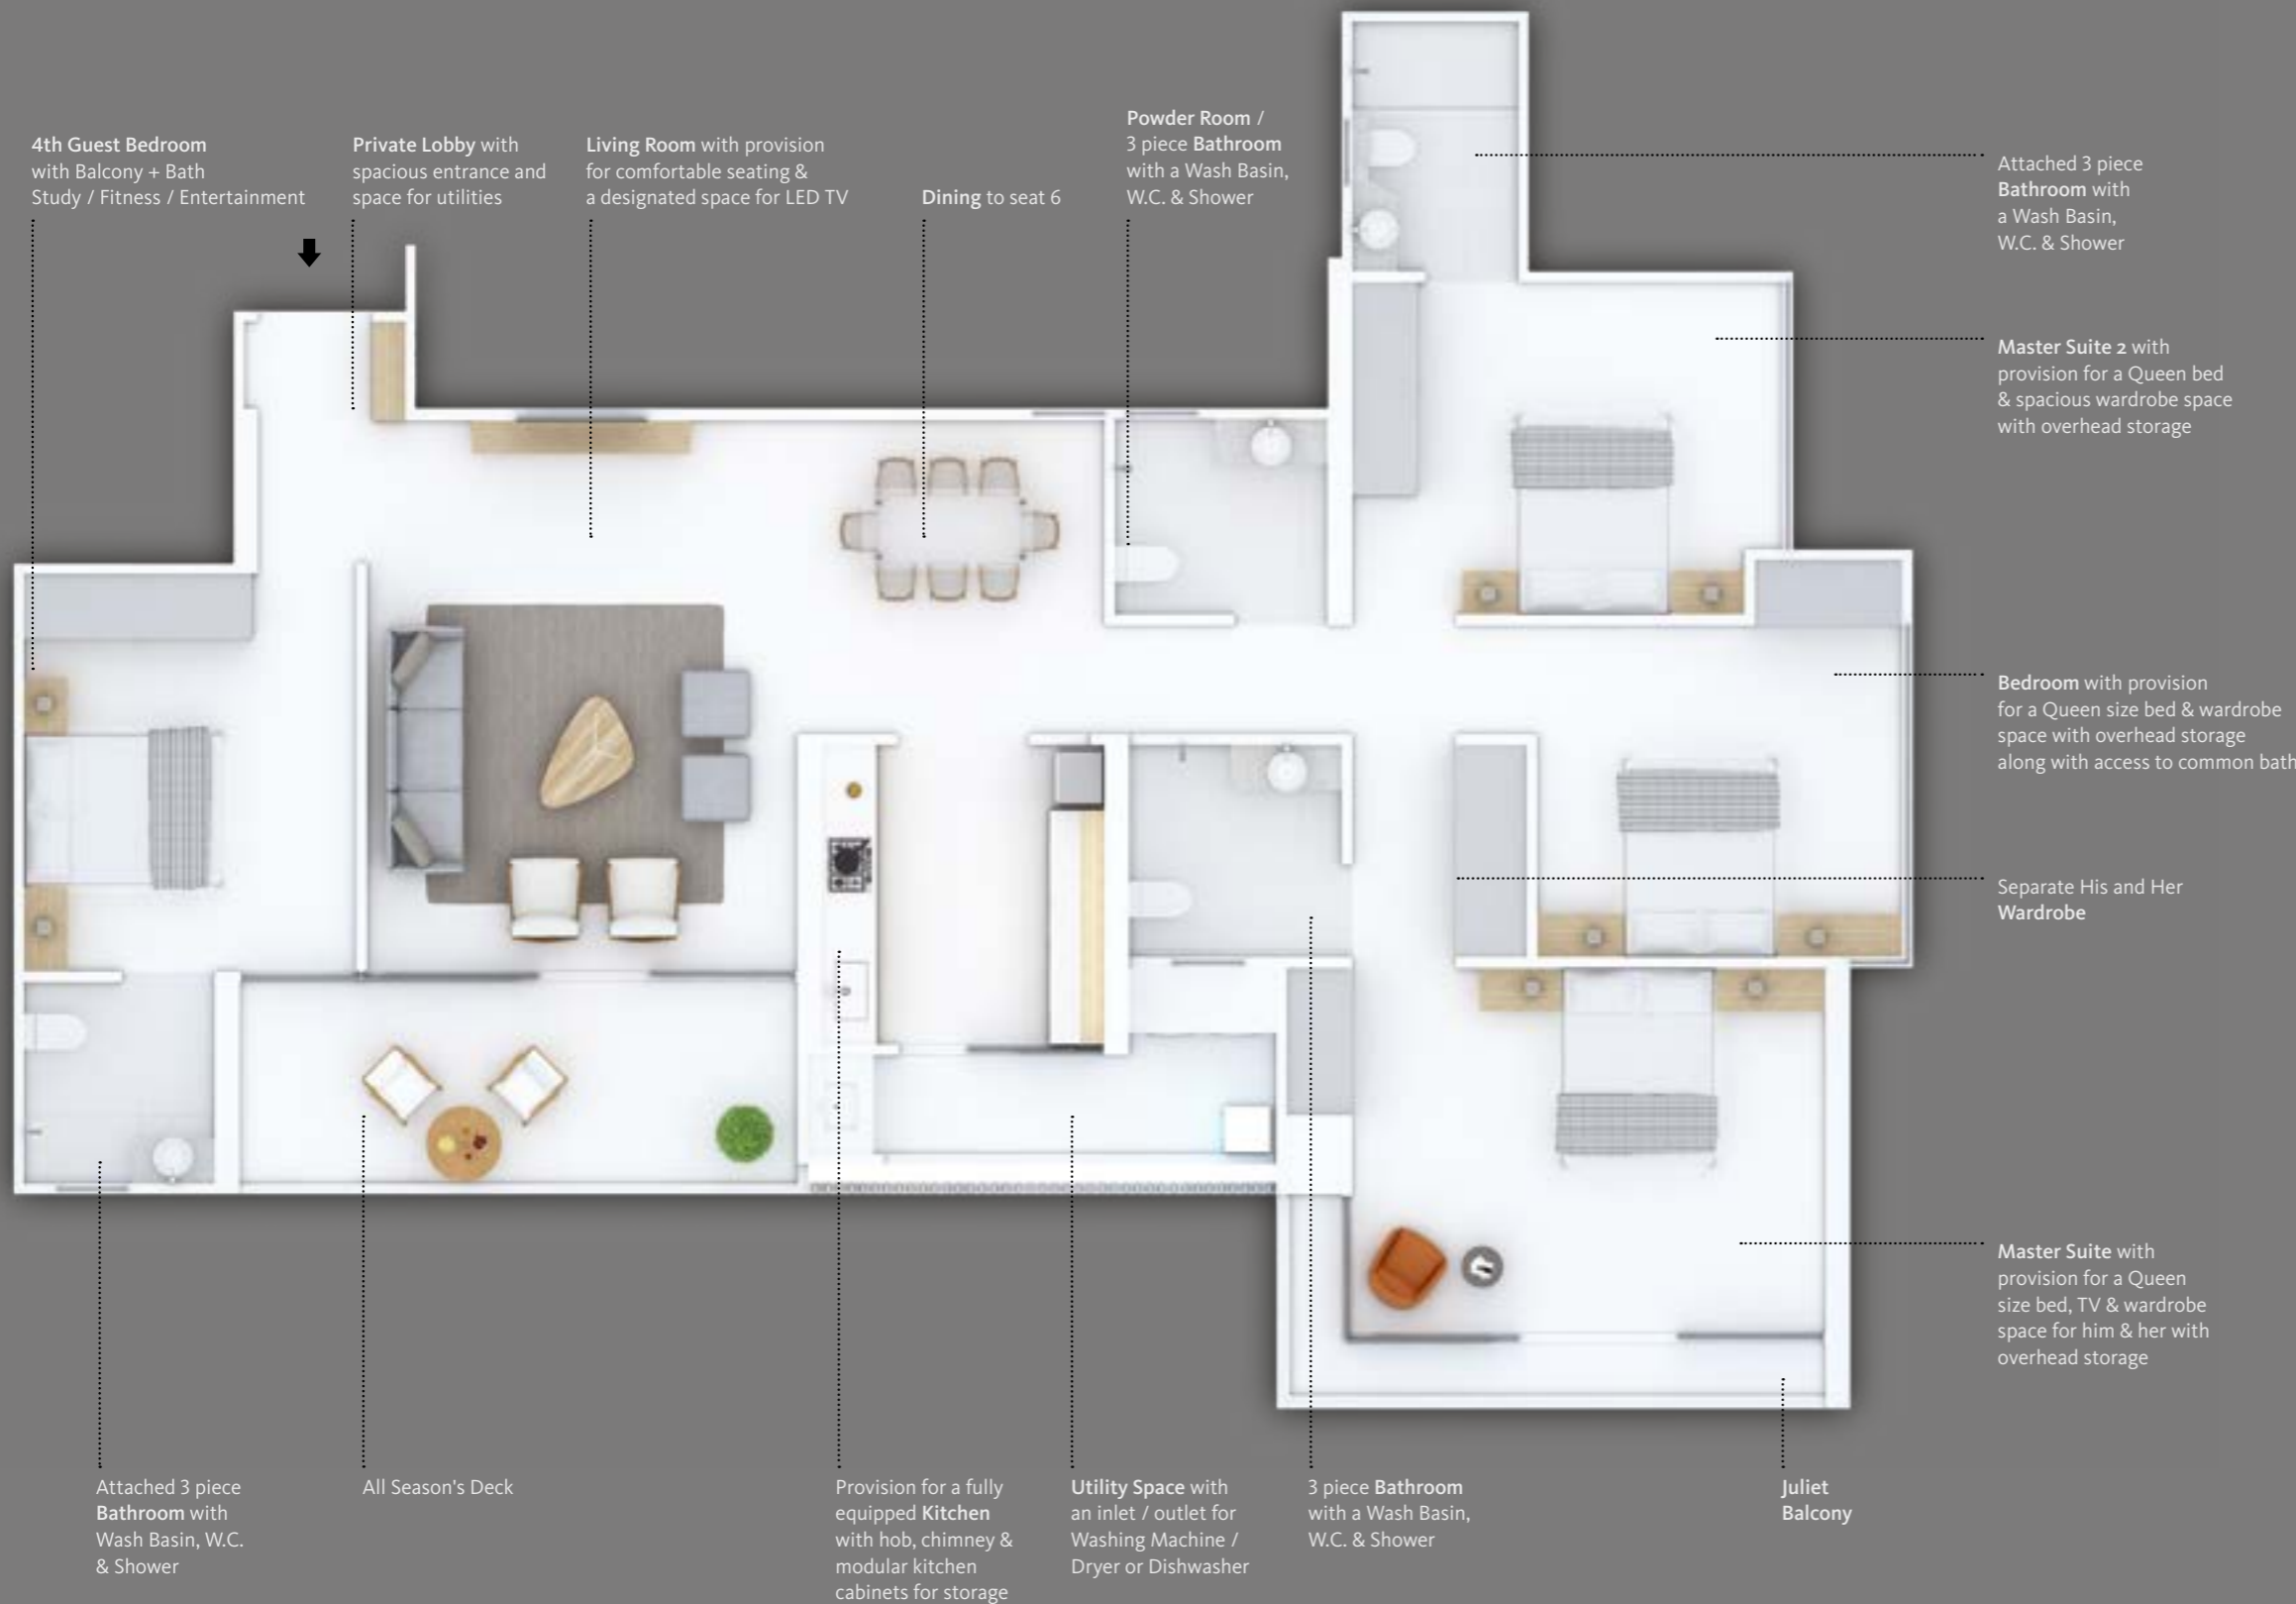 4th Guest Bedroom
with Balcony + Bath
Study / Fitness / Entertainment
Private Lobby with
spacious entrance and
space for utilities
Living Room with provision
for comfortable seating &
a designated space for LED TV
Dining to seat 6
Powder Room /
3 piece Bathroom
with a Wash Basin,
W.C. & Shower
Attached 3 piece
Bathroom with
a Wash Basin,
W.C. & Shower
Master Suite 2 with
provision for a Queen bed
& spacious wardrobe space
with overhead storage
Bedroom with provision
for a Queen size bed & wardrobe
space with overhead storage
along with access to common bath
Separate His and Her
Wardrobe
Master Suite with
provision for a Queen
size bed, TV & wardrobe
space for him & her with
overhead storage
Attached 3 piece
Bathroom with
Wash Basin, W.C.
& Shower
All Season's Deck
Provision for a fully
equipped Kitchen
with hob, chimney &
modular kitchen
cabinets for storage
Utility Space with
an inlet / outlet for
Washing Machine /
Dryer or Dishwasher
3 piece Bathroom
with a Wash Basin,
W.C. & Shower
Juliet
Balcony